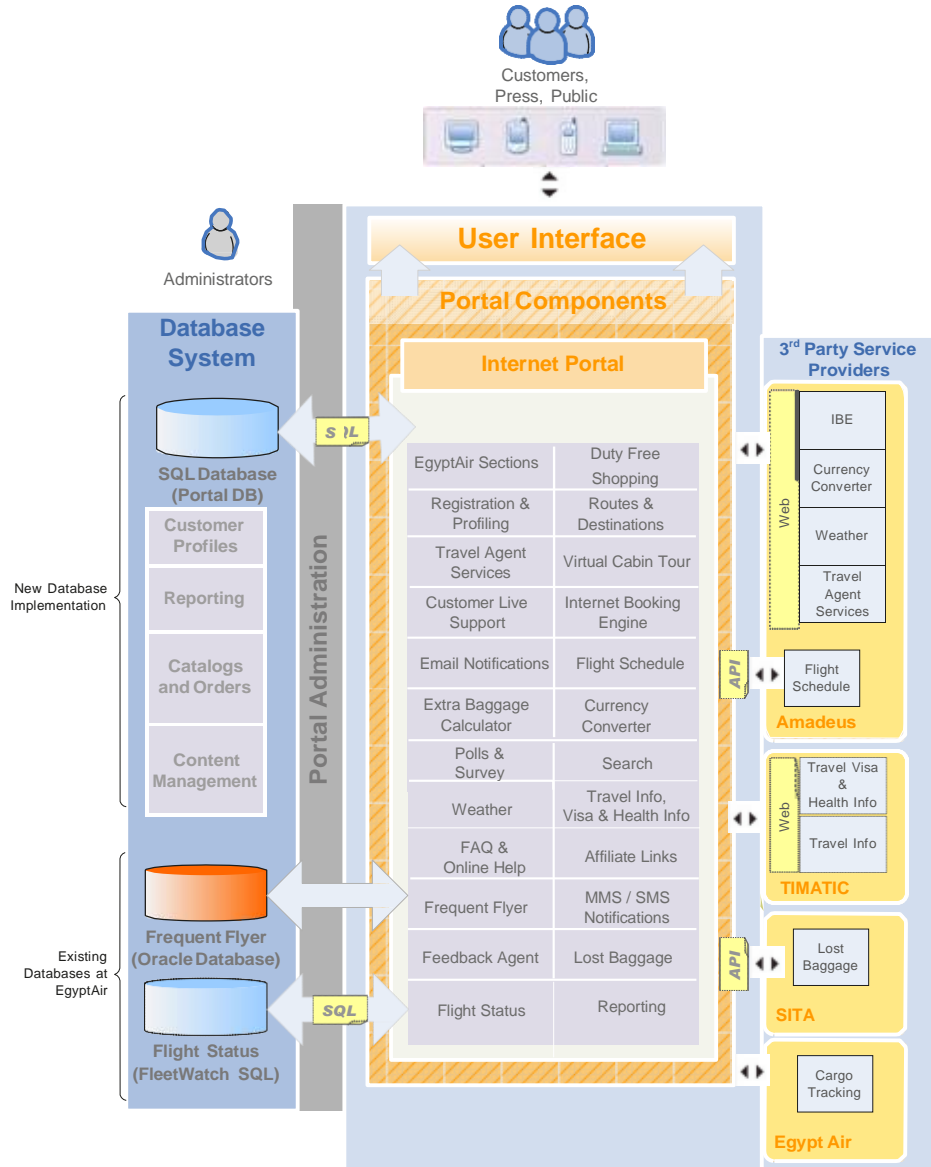 Customers,
Press, Public
Administrators
User Interface
Portal Components
Internet Portal
Database
System
SQL Database
(Portal DB)
Customer
Profiles
Reporting
Catalogs
and Orders
Content
Management
New Database
Implementation
Frequent Flyer
(Oracle Database)
Flight Status
(FleetWatch SQL)
Existing
Databases at
EgyptAir
Portal Administration
SQL
SQL
EgyptAir Sections
Duty Free
Shopping
Registration &
Profiling
Routes &
Destinations
Travel Agent
Services
Virtual Cabin Tour
Customer Live
Support
Internet Booking
Engine
Email Notifications
Flight Schedule
Extra Baggage
Calculator
Currency
Converter
Polls &
Survey
Search
Weather
Travel Info,
Visa & Health Info
FAQ &
Online Help
Affiliate Links
Frequent Flyer
MMS / SMS
Notifications
Feedback Agent
Lost Baggage
Flight Status
Reporting
3rd Party Service
Providers
Web
IBE
Currency
Converter
Weather
Travel
Agent
Services
API
Flight
Schedule
Amadeus
Web
Travel Visa
&
Health Info
Travel Info
TIMATIC
API
Lost
Baggage
SITA
Cargo
Tracking
Egypt Air